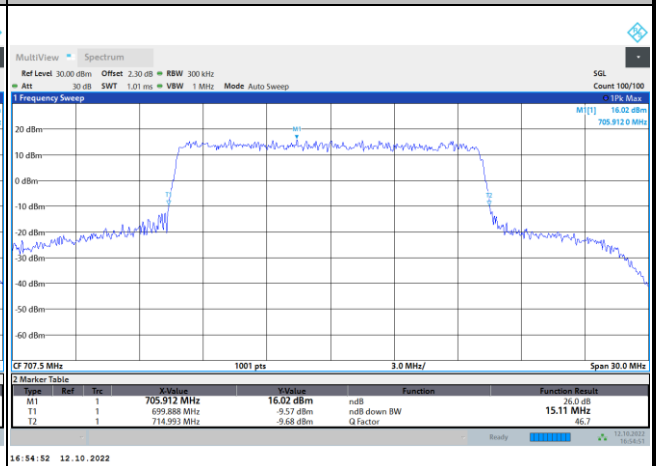 MultiView Spectrum
Ref Level 30.00 dBm Offset 2.30 dB RBW 300 kHz SGL
Att 30 dB SWT 1.01 ms VBW 1 MHz Mode Auto Sweep Count 100/100
1 Frequency Sweep 1Pk Max
M1[1] 16.02 dBm
705.912 0 MHz
M1
20 dBm
10 dBm
0 dBm
T1 T2
-10 dBm
-20 dBm
-30 dBm
-40 dBm
-50 dBm
-60 dBm
CF 707.5 MHz 1001 pts 3.0 MHz/ Span 30.0 MHz
2 Marker Table
Type Ref Trc X-Value Y-Value Function Function Result
M1 1 705.912 MHz 16.02 dBm ndB 26.0 dB
T1 1 699.888 MHz -9.57 dBm ndB down BW 15.11 MHz
T2 1 714.993 MHz -9.68 dBm Q Factor 46.7
Ready 12.10.2022
16:54:51
16:54:52 12.10.2022